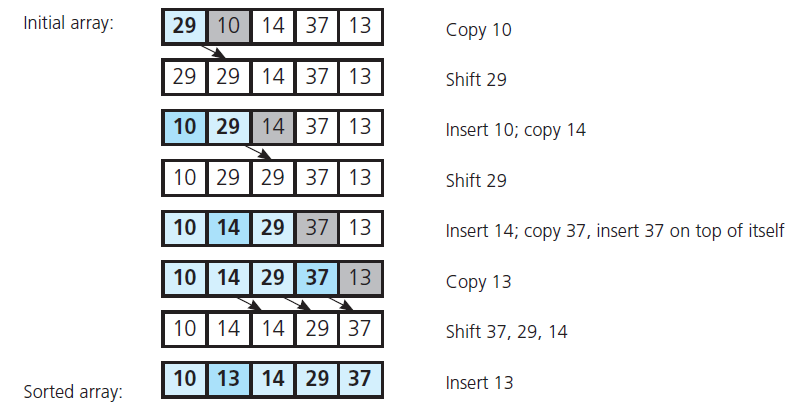 Initial array: 29 10 14 37 13 Copy 10
29 29 14 37 13 Shift 29
10 29 14 37 13 Insert 10; copy 14
10 29 29 37 13 Shift 29
10 14 29 37 13 Insert 14; copy 37, insert 37 on top of itself
10 14 29 37 13 Copy 13
10 14 14 29 37 Shift 37, 29, 14
Sorted array: 10 13 14 29 37 Insert 13